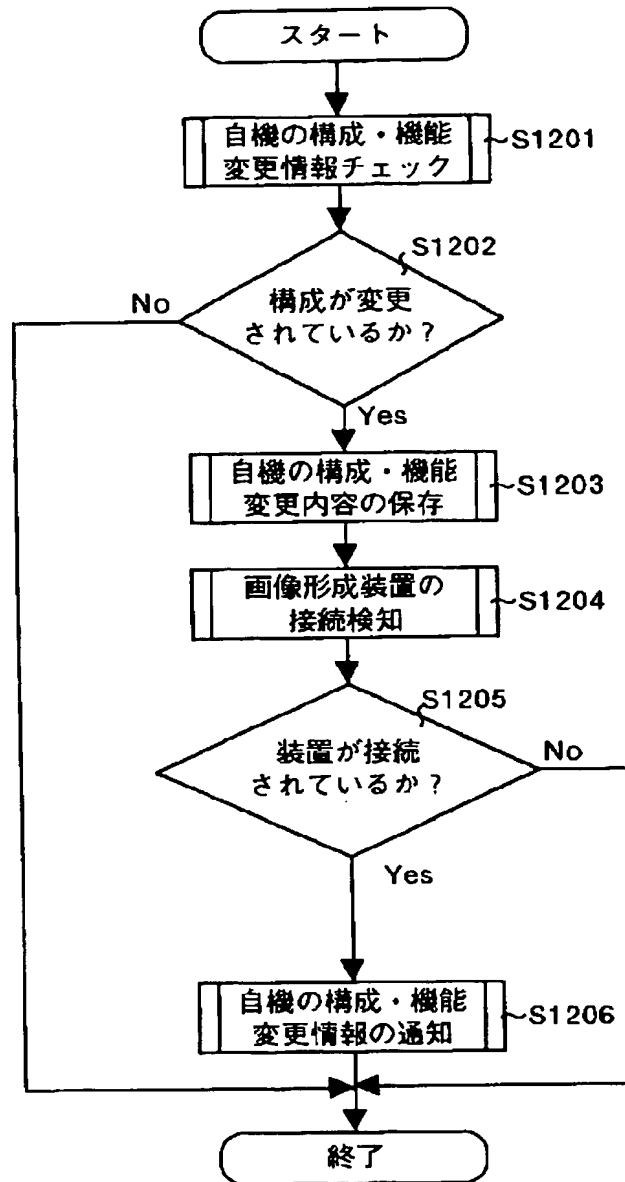 スタート
自機の構成・機能
変更情報チェック
S1201
S1202
構成が変更
されているか?
No
Yes
自機の構成・機能
変更内容の保存
S1203
画像形成装置の
接続検知
S1204
S1205
装置が接続
されているか?
No
Yes
自機の構成・機能
変更情報の通知
S1206
終了